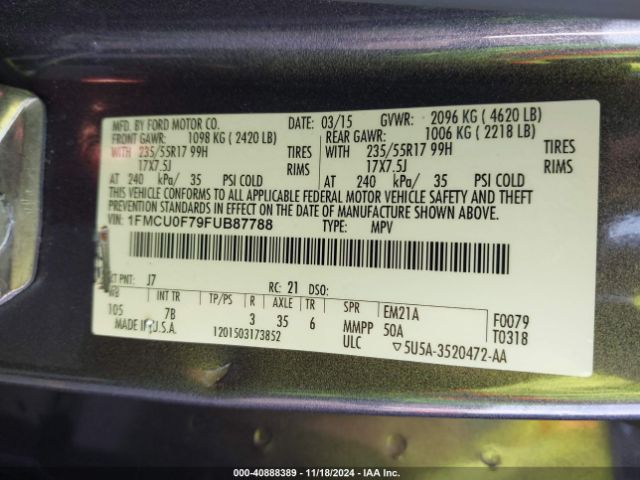 MFD. BY FORD MOTOR CO. DATE: 03/15 GVWR: 2096 KG ( 4620 LB)
FRONT GAWR: 1098 KG ( 2420 LB) REAR GAWR: 1006 KG ( 2218 LB)
WITH 235/55R17 99H TIRES WITH 235/55R17 99H TIRES
17X7.5J RIMS 17X7.5J RIMS
AT 240 kPa/ 35 PSI COLD AT 240 kPa/ 35 PSI COLD
THIS VEHICLE CONFORMS TO ALL APPLICABLE FEDERAL MOTOR VEHICLE SAFETY AND THEFT
PREVENTION STANDARDS IN EFFECT ON THE DATE OF MANUFACTURE SHOWN ABOVE.
VIN: 1FMCU0F79FUB87788 TYPE: MPV
PNT: J7 RC: 21 DSO:
WB INT TR TP/PS R AXLE TR SPR EM21A F0079
105 7B 3 35 6 MMPP 50A T0318
MADE IN U.S.A. 1201503173852 ULC 5U5A-3520472-AA
000-40888389 - 11/18/2024 - IAA Inc.